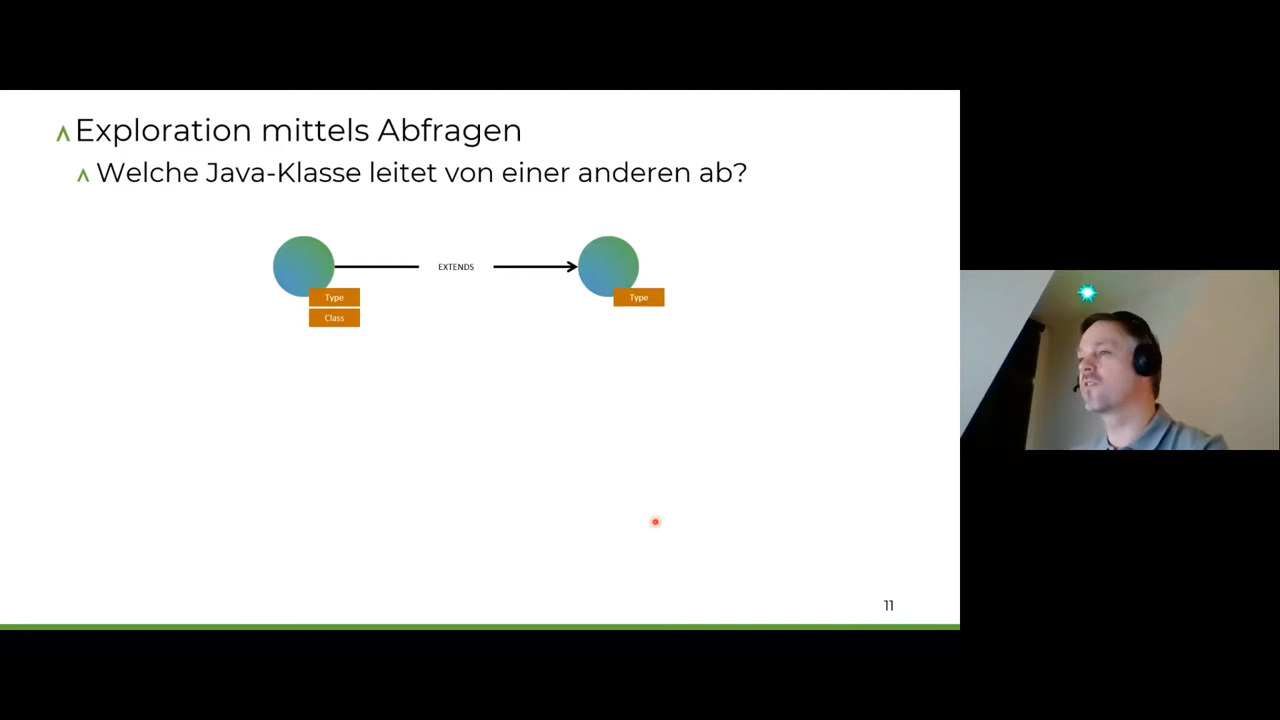 Exploration mittels Abfragen
Welche Java-Klasse leitet von einer anderen ab?
EXTENDS
Type
Class
Type
11